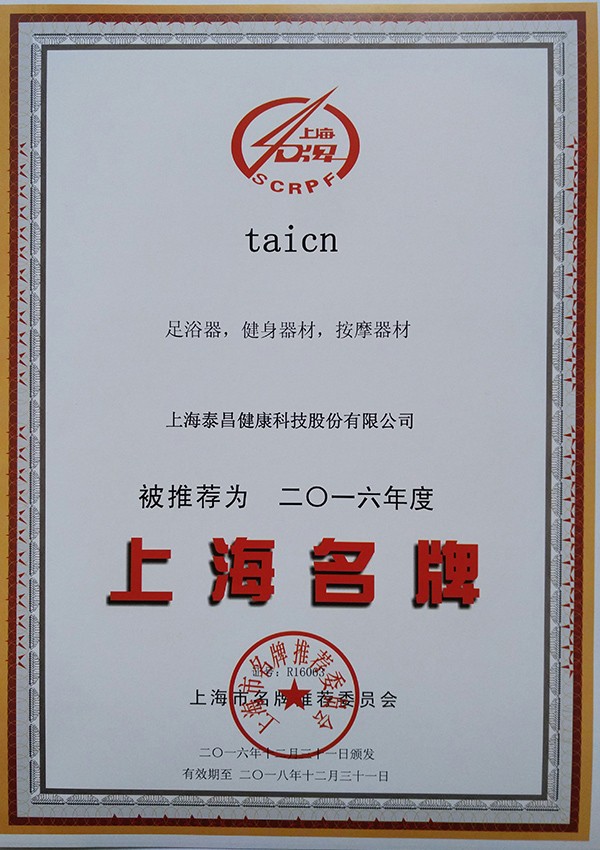 上海
名牌
SCRPF
taicn
足浴器，健身器材，按摩器材
上海泰昌健康科技股份有限公司
被推荐为 二〇一六年度
上海名牌
上海市名牌推荐委员会
R16063
上海市名牌推荐委员会
二〇一六年十二月三十一日颁发
有效期至 二〇一八年十二月三十一日